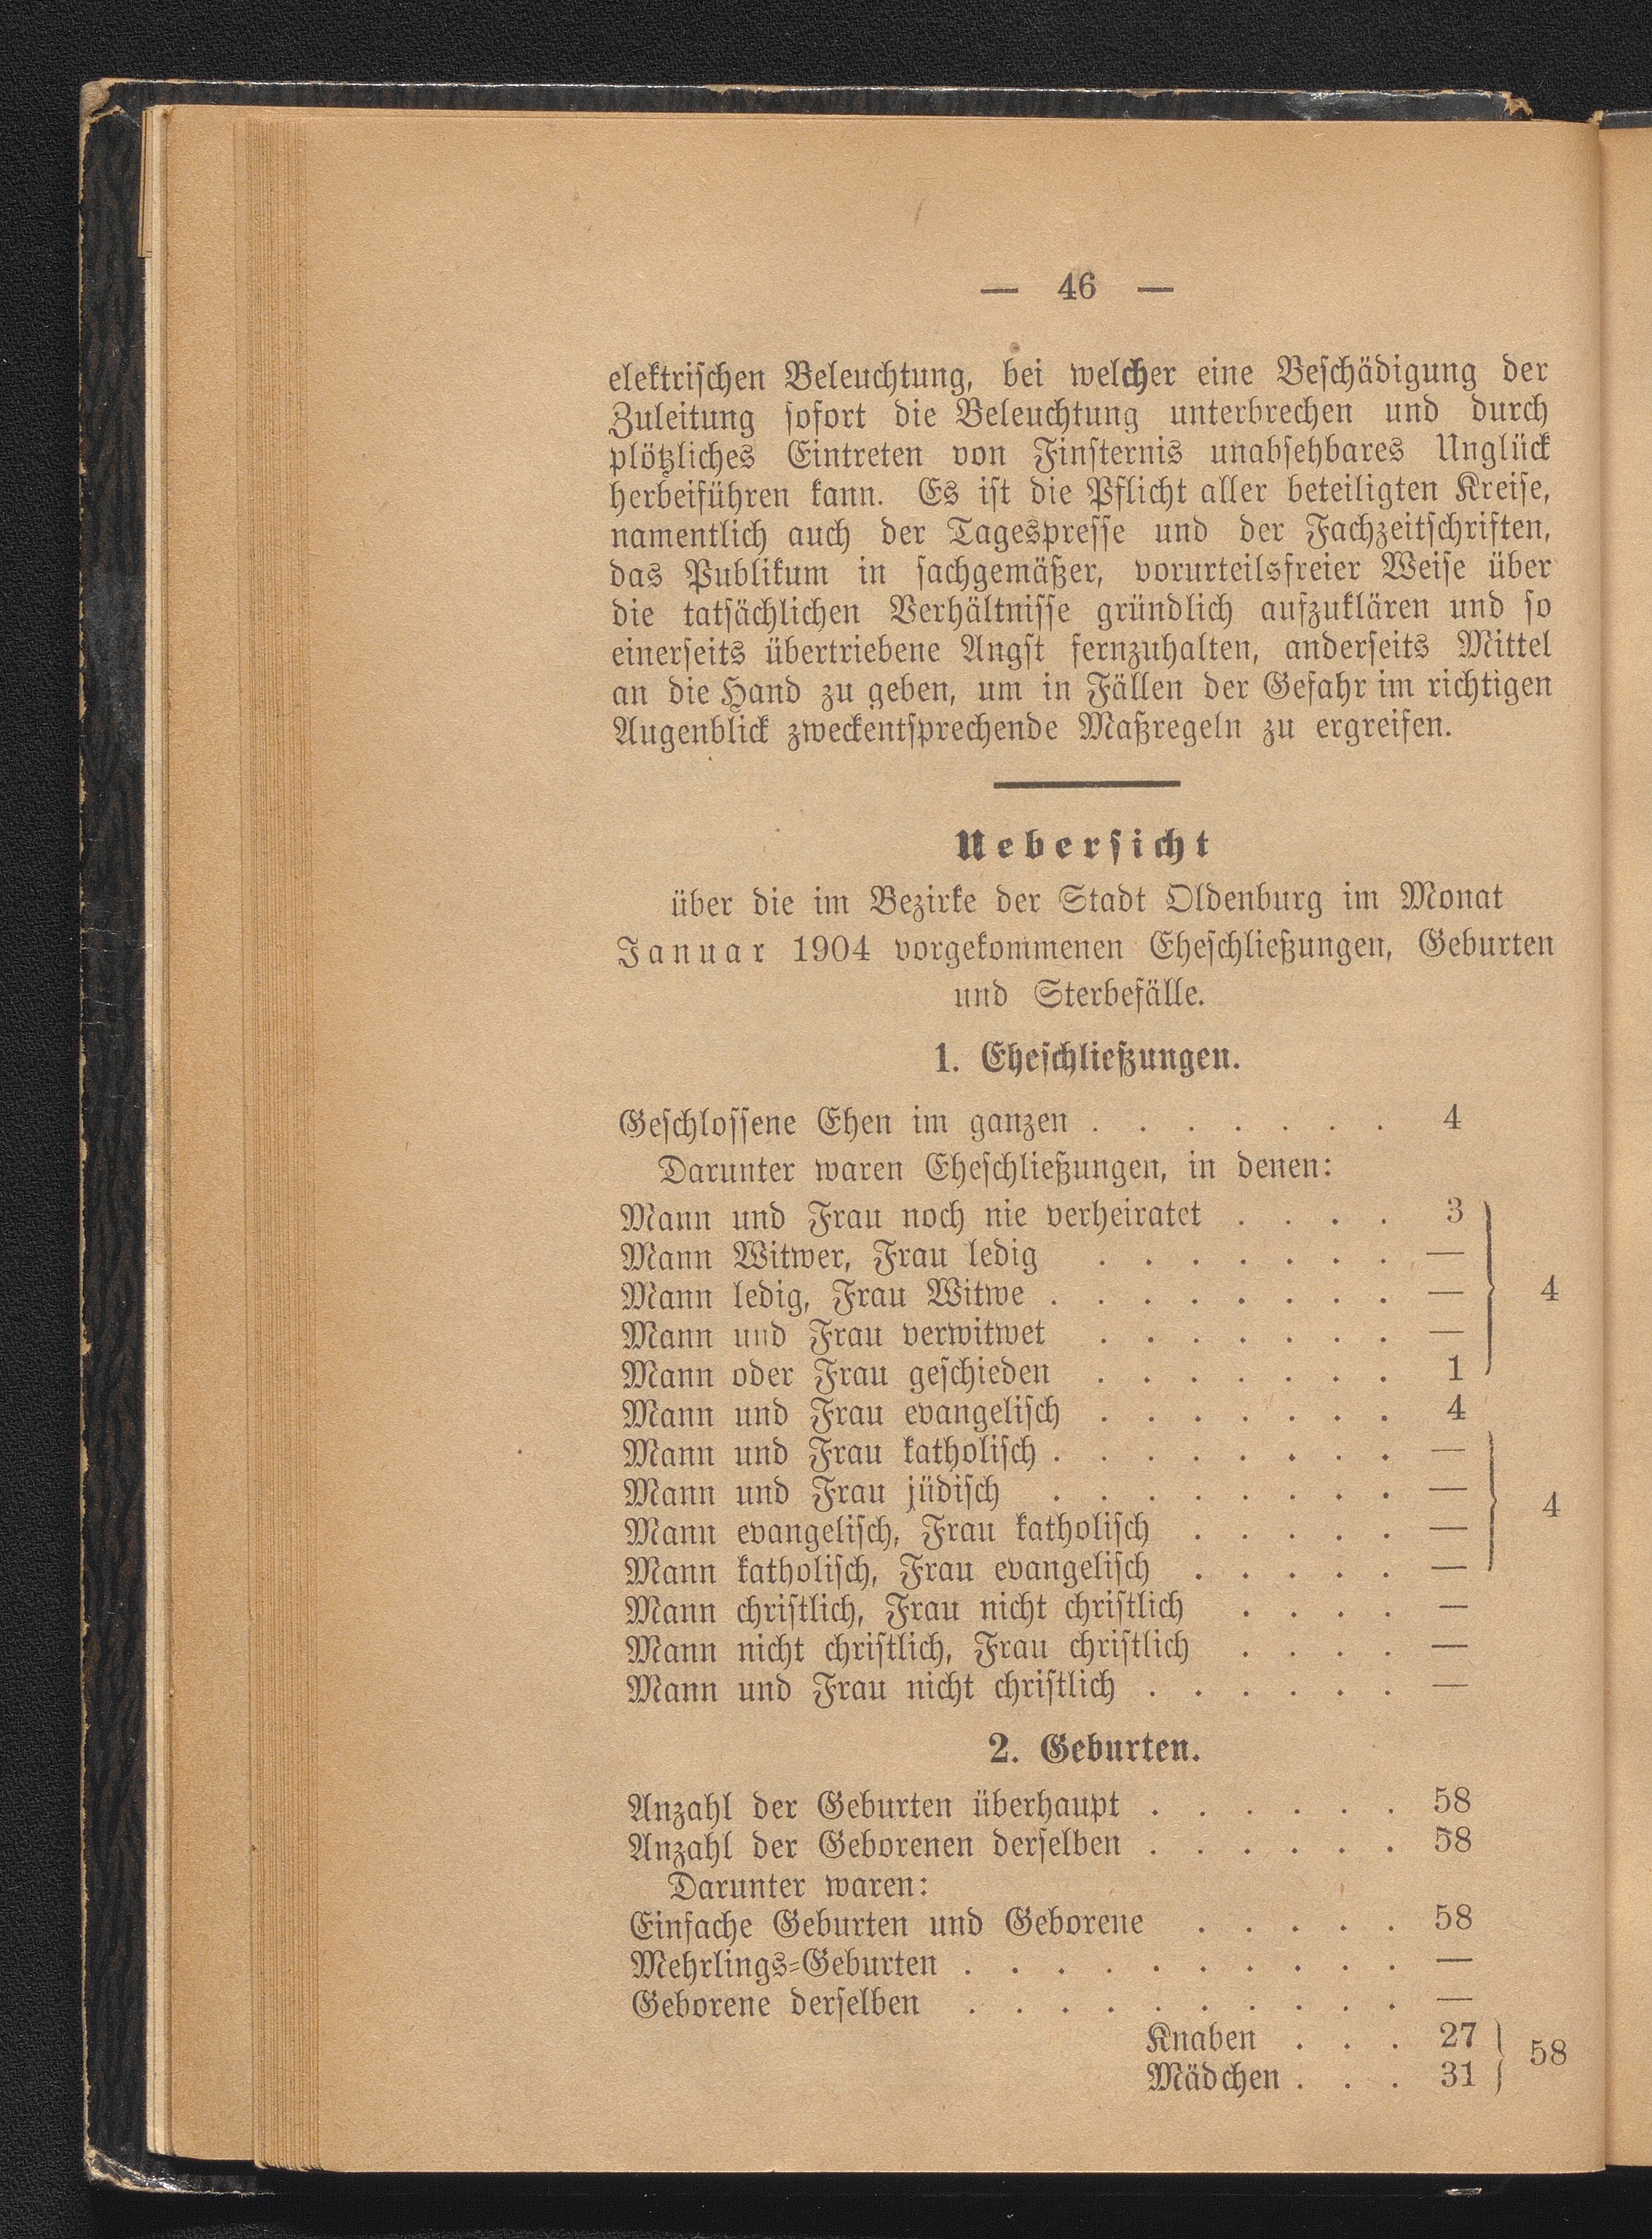 — 46 —
elektrischen Beleuchtung, bei welcher eine Beschädigung der
Zuleitung sofort die Beleuchtung unterbrechen und durch
plötzliches Eintreten von Finsternis unabsehbares Unglück
herbeiführen kann. Es ist die Pflicht aller beteiligten Kreise,
namentlich auch der Tagespresse und der Fachzeitschriften,
das Publikum in sachgemäßer, vorurteilsfreier Weise über
die tatsächlichen Verhältnisse gründlich aufzuklären und so
einerseits übertriebene Angst fernzuhalten, anderseits Mittel
an die Hand zu geben, um in Fällen der Gefahr im richtigen
Augenblick zweckentsprechende Maßregeln zu ergreifen.
Uebersicht
über die im Bezirke der Stadt Oldenburg im Monat
Januar 1904 vorgekommenen Eheschließungen, Geburten
und Sterbefälle.
1. Eheschließungen.
Geschlossene Ehen im ganzen . . . . . . . 4
Darunter waren Eheschließungen, in denen:
Mann und Frau noch nie verheiratet . . . . 3
Mann Witwer, Frau ledig . . . . . . . —
Mann ledig, Frau Witwe . . . . . . . . — 4
Mann und Frau verwitwet . . . . . . . —
Mann oder Frau geschieden . . . . . . . 1
Mann und Frau evangelisch . . . . . . . 4
Mann und Frau katholisch . . . . . . . . —
Mann und Frau jüdisch . . . . . . . . — 4
Mann evangelisch, Frau katholisch . . . . . —
Mann katholisch, Frau evangelisch . . . . . —
Mann christlich, Frau nicht christlich . . . . —
Mann nicht christlich, Frau christlich . . . . —
Mann und Frau nicht christlich . . . . . . —
2. Geburten.
Anzahl der Geburten überhaupt . . . . . . 58
Anzahl der Geborenen derselben . . . . . . 58
Darunter waren:
Einfache Geburten und Geborene . . . . . 58
Mehrlings-Geburten . . . . . . . . . . —
Geborene derselben . . . . . . . . . . —
Knaben . . . 27
58
Mädchen . . . 31